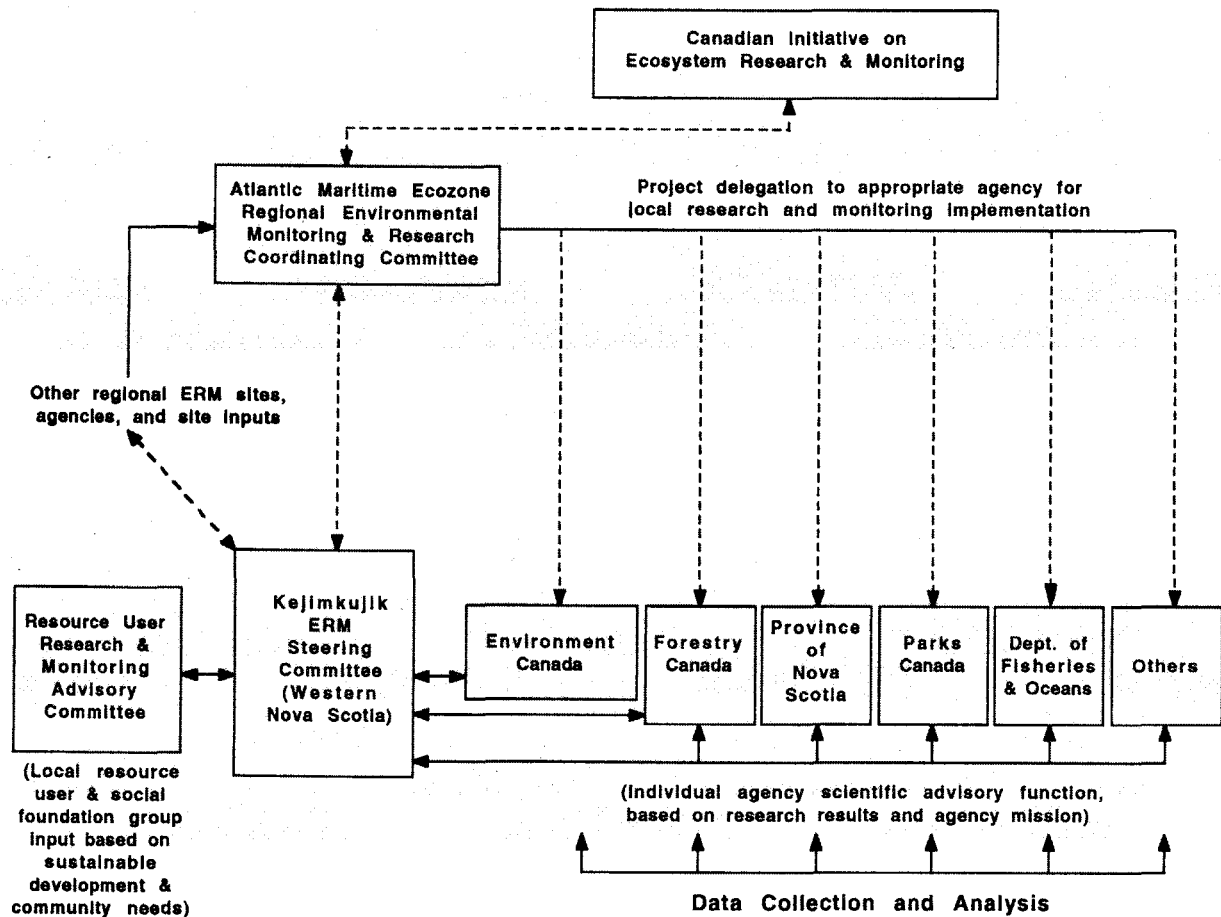 Canadian Initiative on
Ecosystem Research & Monitoring
Atlantic Maritime Ecozone
Regional Environmental
Monitoring & Research
Coordinating Committee
Project delegation to appropriate agency for
local research and monitoring implementation
Other regional ERM sites,
agencies, and site inputs
Resource User
Research &
Monitoring
Advisory
Committee
(Local resource
user & social
foundation group
input based on
sustainable
development &
community needs)
Kejimkujik
ERM
Steering
Committee
(Western
Nova Scotia)
Environment
Canada
Forestry
Canada
Province
of
Nova
Scotia
Parks
Canada
Dept. of
Fisheries
& Oceans
Others
(Individual agency scientific advisory function,
based on research results and agency mission)
Data Collection and Analysis